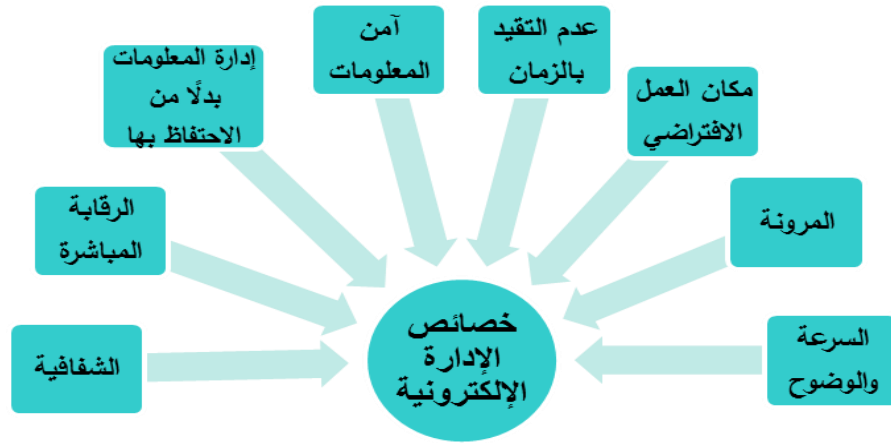 السرعة
والوضوح
المرونة
مكان العمل
الافتراضي
عدم التقيد
بالزمان
آمن
المعلومات
إدارة المعلومات
بدلًا من
الاحتفاظ بها
الرقابة
المباشرة
الشفافية
خصائص
الإدارة
الإلكترونية